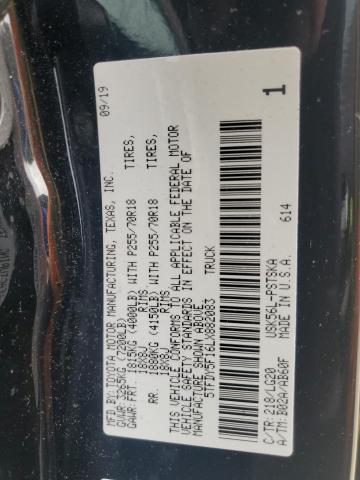 MFD.BY:TOYOTA MOTOR MANUFACTURING, TEXAS, INC. 09/19
GVWR:3265KG (7200LB)
GAWR:FRT. 1815KG (4000LB) WITH P255/70R18 TIRES,
18X8J RIMS
RR. 1880KG (4150LB) WITH P255/70R18 TIRES,
18X8J RIMS
THIS VEHICLE CONFORMS TO ALL APPLICABLE FEDERAL MOTOR
VEHICLE SAFETY STANDARDS IN EFFECT ON THE DATE OF
MANUFACTURE SHOWN ABOVE.
5TFDY5F16LX882083 TRUCK
C/TR:218/LG20 USK56L-PSTSKA
A/TM:B02A/AB60F 614
MADE IN U.S.A.
1